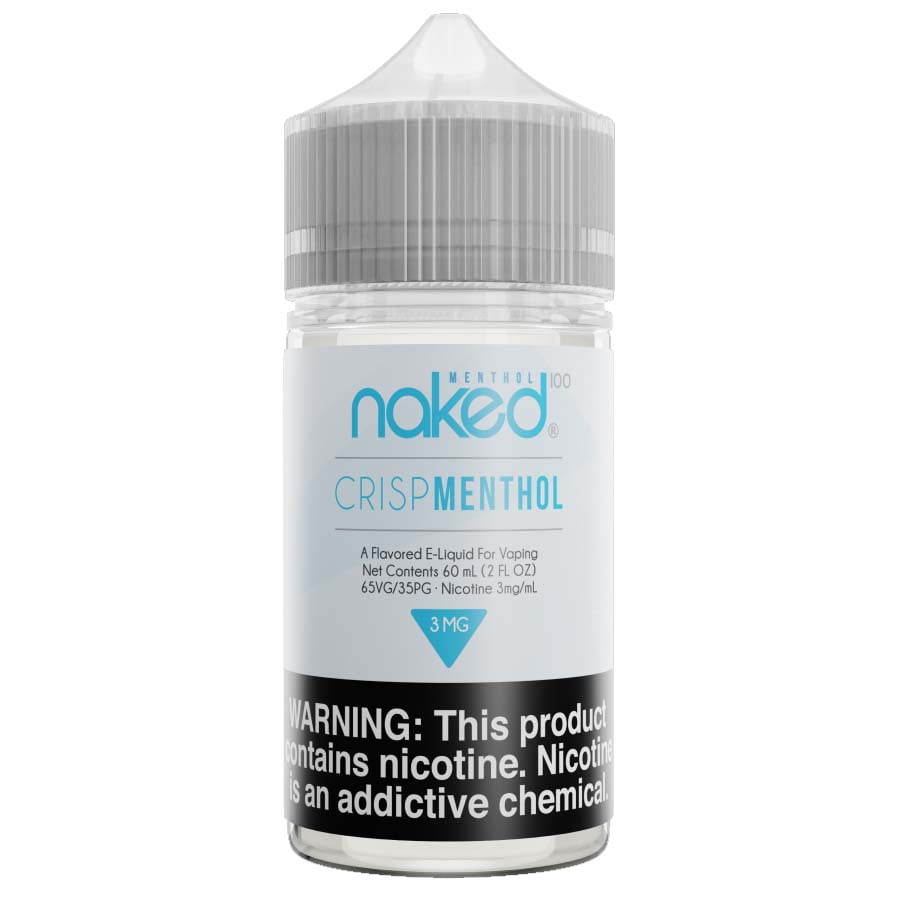 MENTHOL
naked 100®
CRISPMENTHOL
A Flavored E-Liquid For Vaping
Net Contents 60 mL (2 FL OZ)
65VG/35PG · Nicotine 3mg/mL
3 MG
WARNING: This product
contains nicotine. Nicotine
is an addictive chemical.